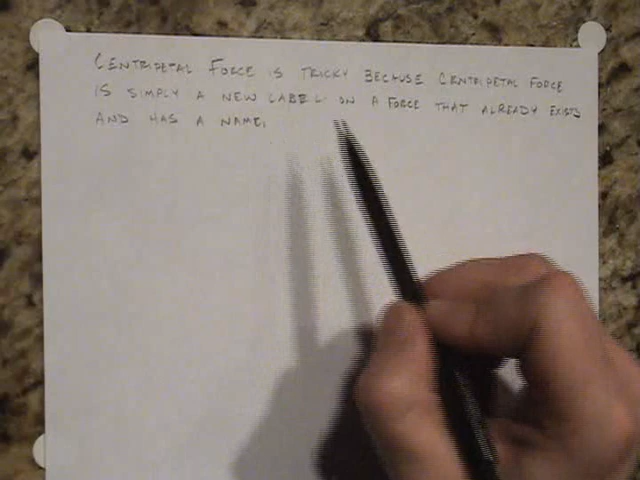 CENTRIPETAL FORCE IS TRICKY BECAUSE CENTRIPETAL FORCE
IS SIMPLY A NEW LABEL ON A FORCE THAT ALREADY EXISTS
AND HAS A NAME.